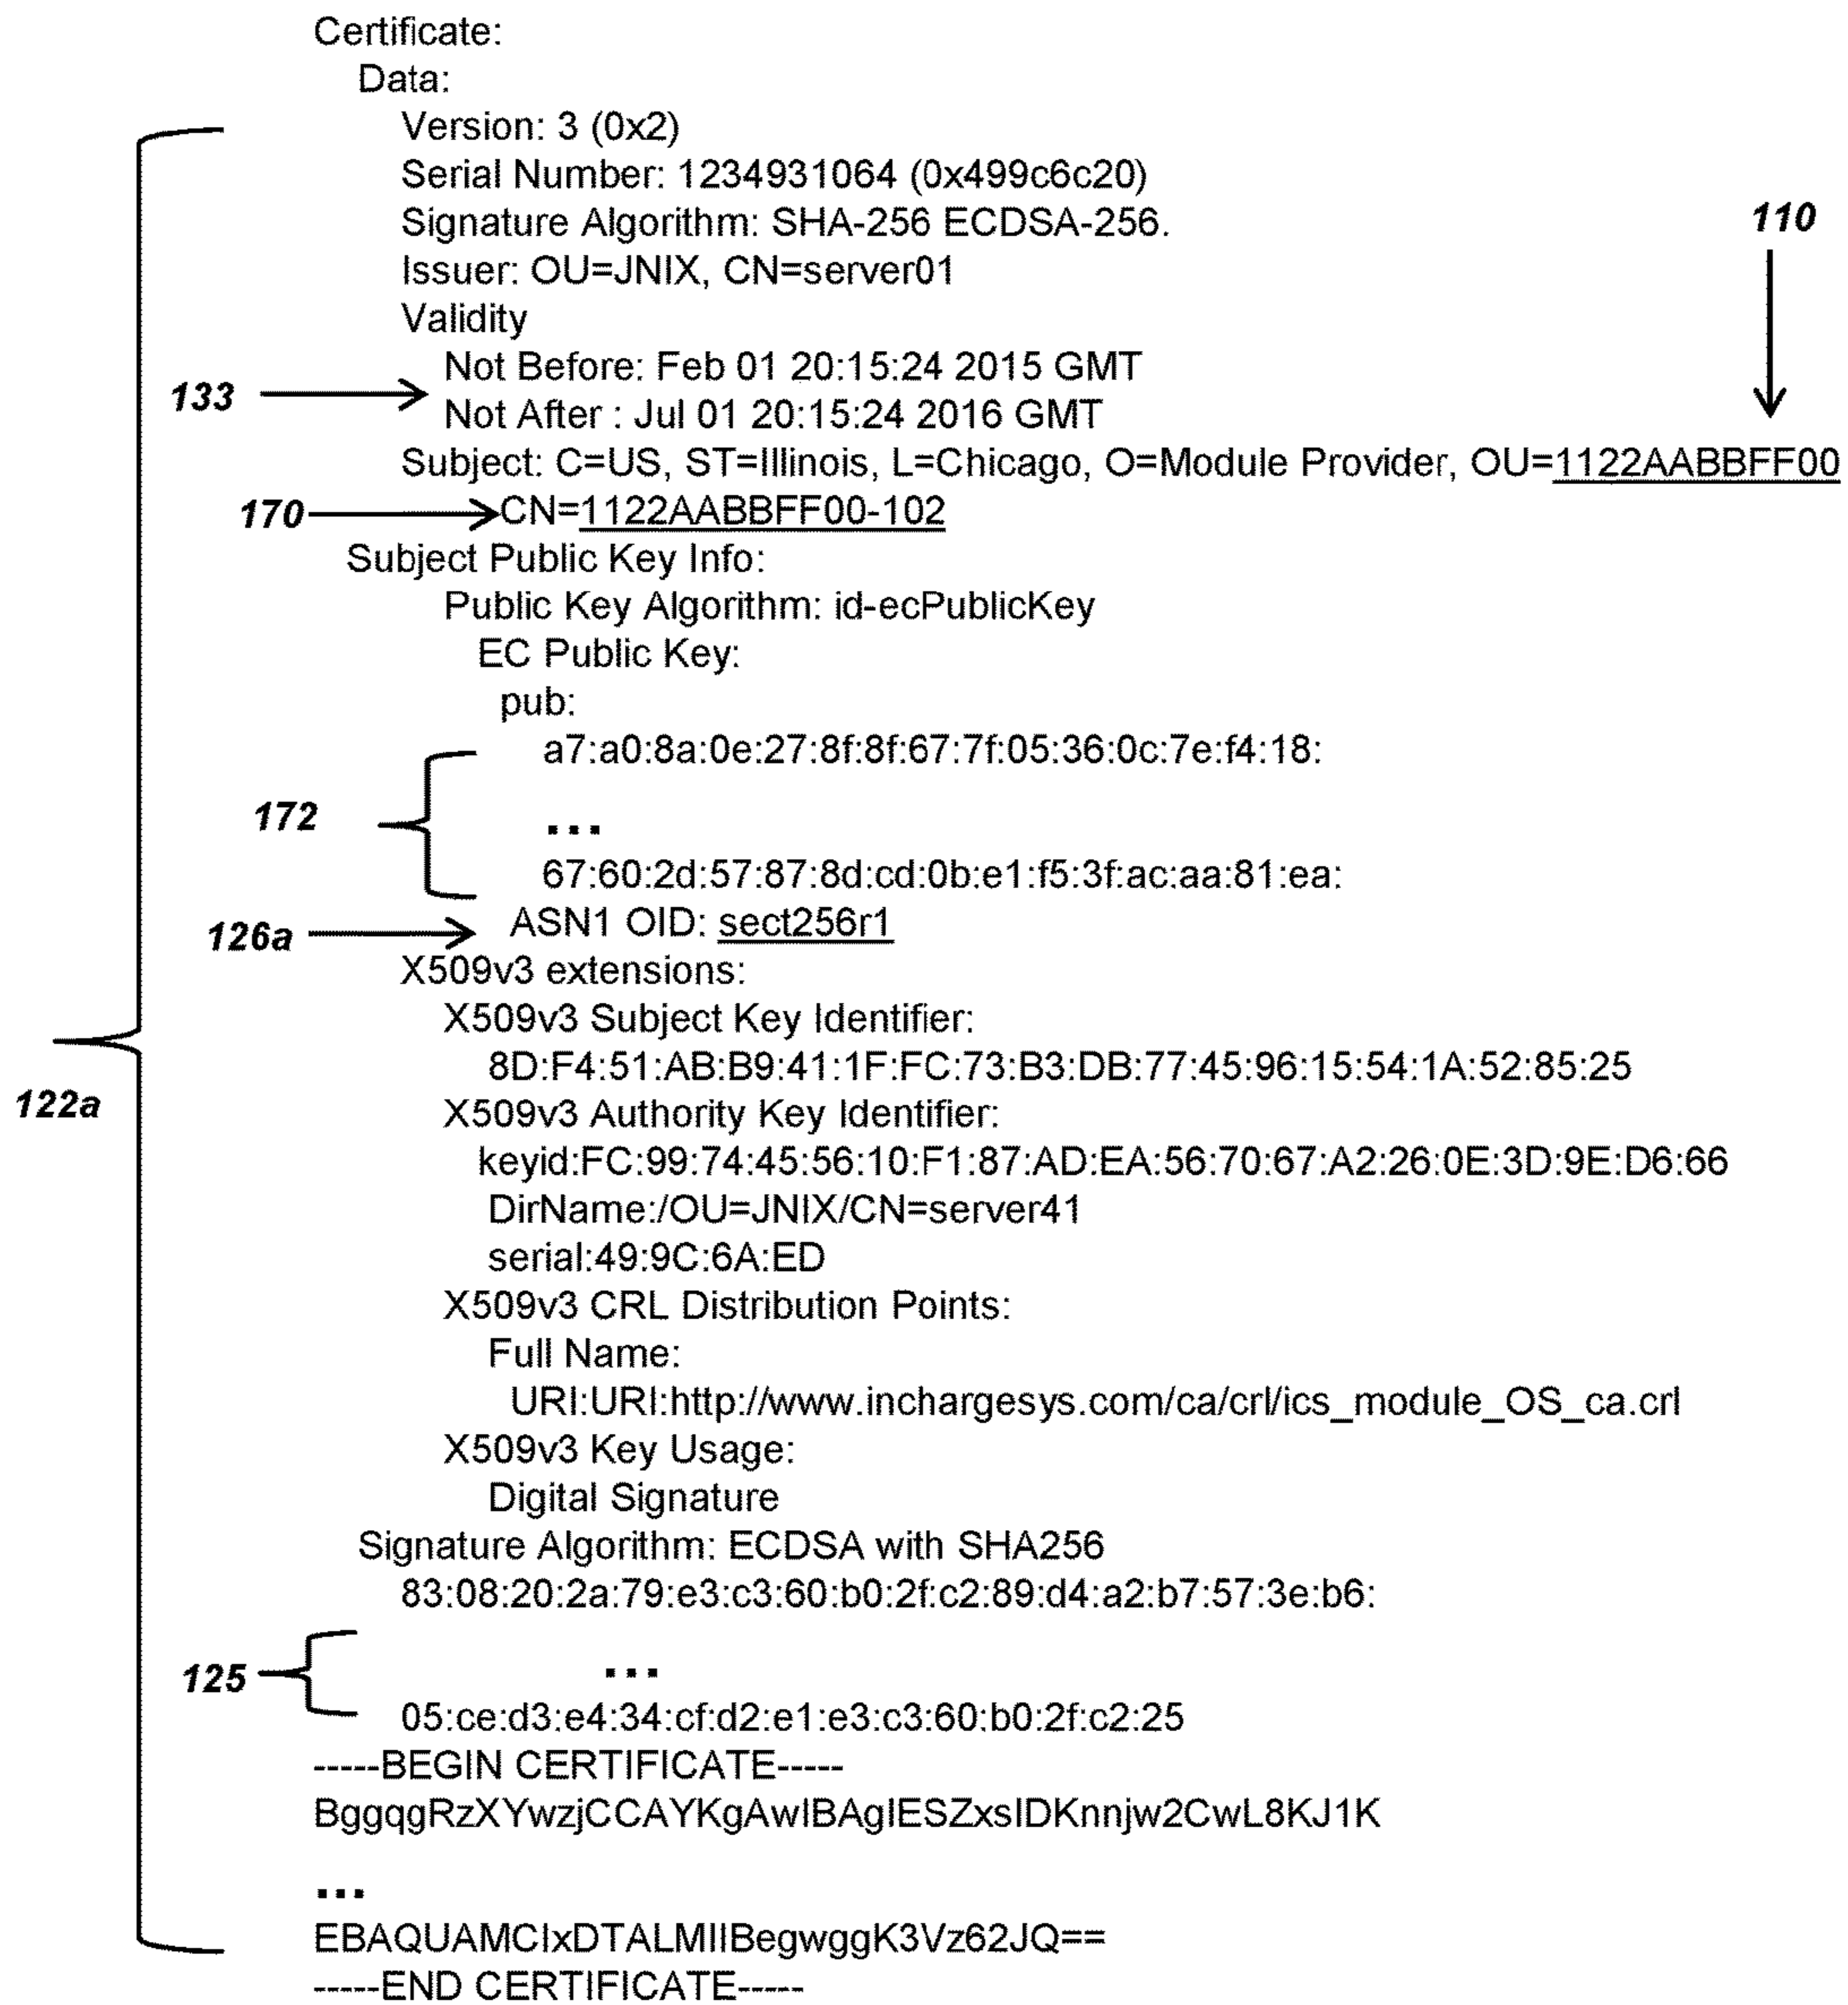 Certificate:
Data:
Version: 3 (0x2)
Serial Number: 1234931064 (0x499c6c20)
Signature Algorithm: SHA-256 ECDSA-256.
110
Issuer: OU=JNIX, CN=server01
Validity
Not Before: Feb 01 20:15:24 2015 GMT
133
Not After : Jul 01 20:15:24 2016 GMT
Subject: C=US, ST=Illinois, L=Chicago, O=Module Provider, OU=1122AABBFF00
170 CN=1122AABBFF00-102
Subject Public Key Info:
Public Key Algorithm: id-ecPublicKey
EC Public Key:
pub:
a7:a0:8a:0e:27:8f:8f:67:7f:05:36:0c:7e:f4:18:
172
...
67:60:2d:57:87:8d:cd:0b:e1:f5:3f:ac:aa:81:ea:
126a ASN1 OID: sect256r1
X509v3 extensions:
X509v3 Subject Key Identifier:
8D:F4:51:AB:B9:41:1F:FC:73:B3:DB:77:45:96:15:54:1A:52:85:25
122a
X509v3 Authority Key Identifier:
keyid:FC:99:74:45:56:10:F1:87:AD:EA:56:70:67:A2:26:0E:3D:9E:D6:66
DirName:/OU=JNIX/CN=server41
serial:49:9C:6A:ED
X509v3 CRL Distribution Points:
Full Name:
URI:URI:http://www.inchargesys.com/ca/crl/ics_module_OS_ca.crl
X509v3 Key Usage:
Digital Signature
Signature Algorithm: ECDSA with SHA256
83:08:20:2a:79:e3:c3:60:b0:2f:c2:89:d4:a2:b7:57:3e:b6:
125 ...
05:ce:d3:e4:34:cf:d2:e1:e3:c3:60:b0:2f:c2:25
-----BEGIN CERTIFICATE-----
BggqgRzXYwzjCCAYKgAwIBAgIESZxsIDKnnjw2CwL8KJ1K
...
EBAQUAMCIxDTALMIIBegwggK3Vz62JQ==
-----END CERTIFICATE-----